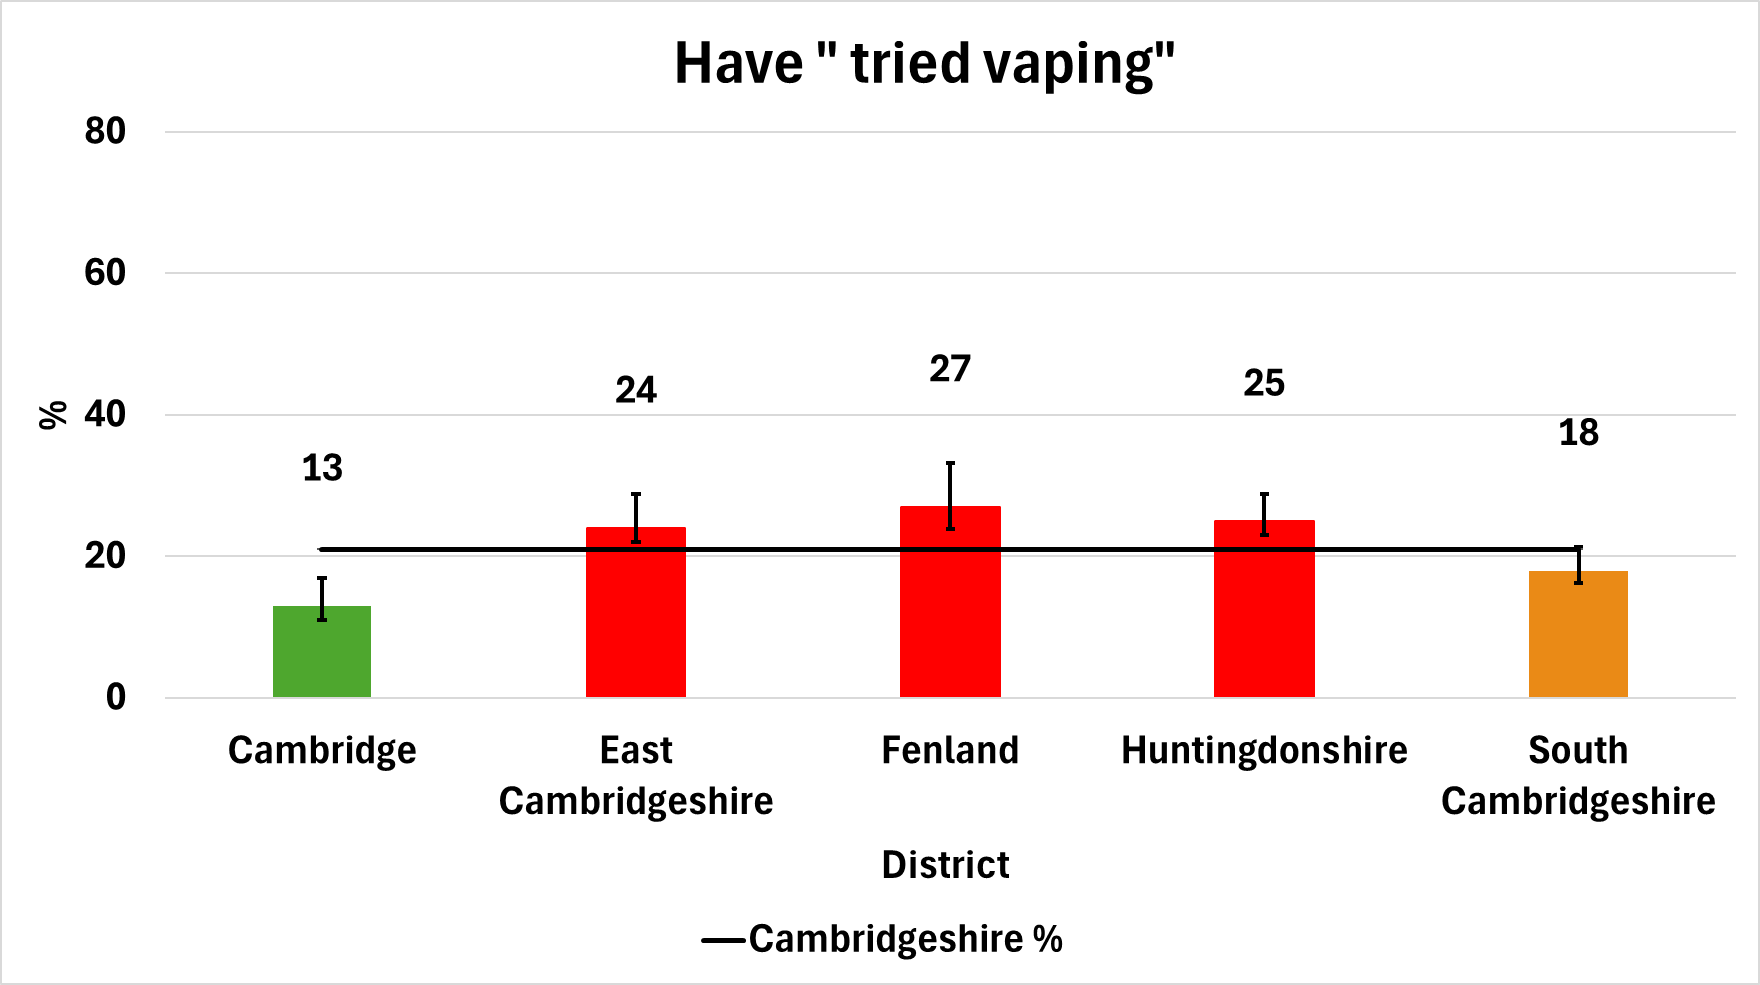 Have " tried vaping"
80
60
40
20
0
%
13
24
27
25
18
Cambridge
East
Cambridgeshire
Fenland
Huntingdonshire
South
Cambridgeshire
District
Cambridgeshire %